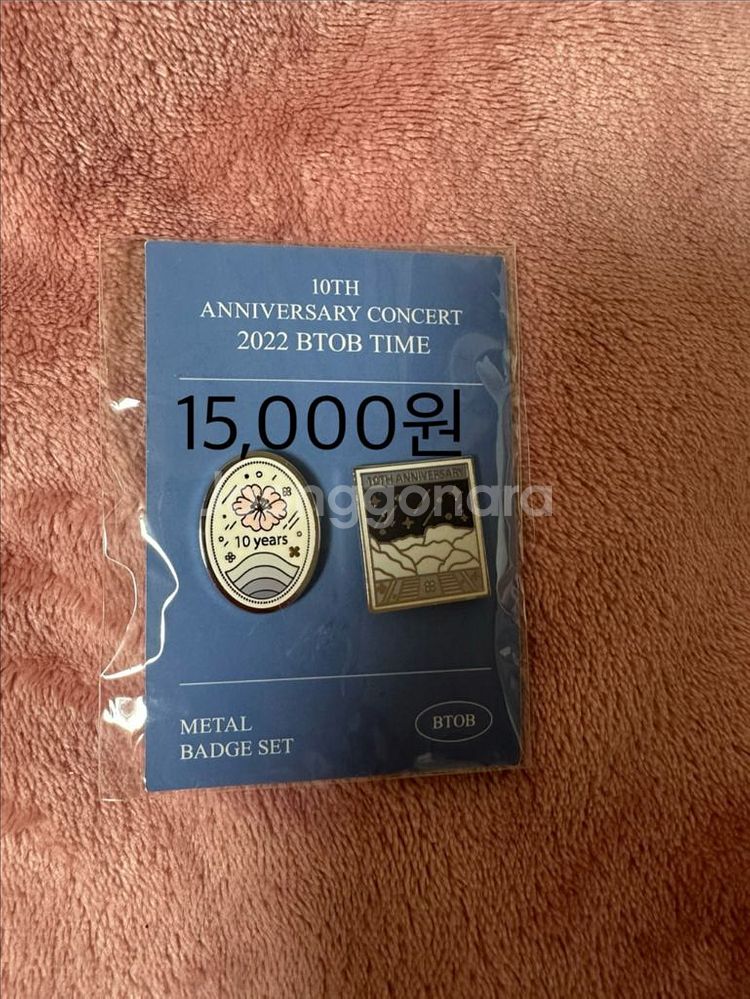 10TH
ANNIVERSARY CONCERT
2022 BTOB TIME
15,000원
Joonggonara
10TH ANNIVERSARY
10 years
METAL
BADGE SET
BTOB